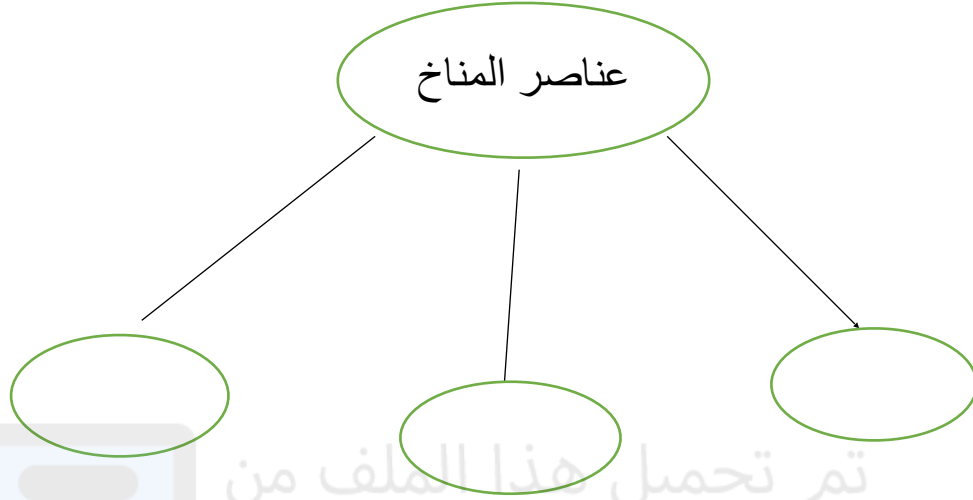 عناصر المناخ
تم تحميل هذا الملف من